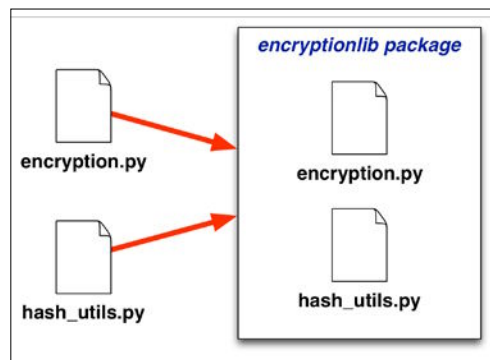 encryptionlib package
encryption.py
encryption.py
hash_utils.py
hash_utils.py